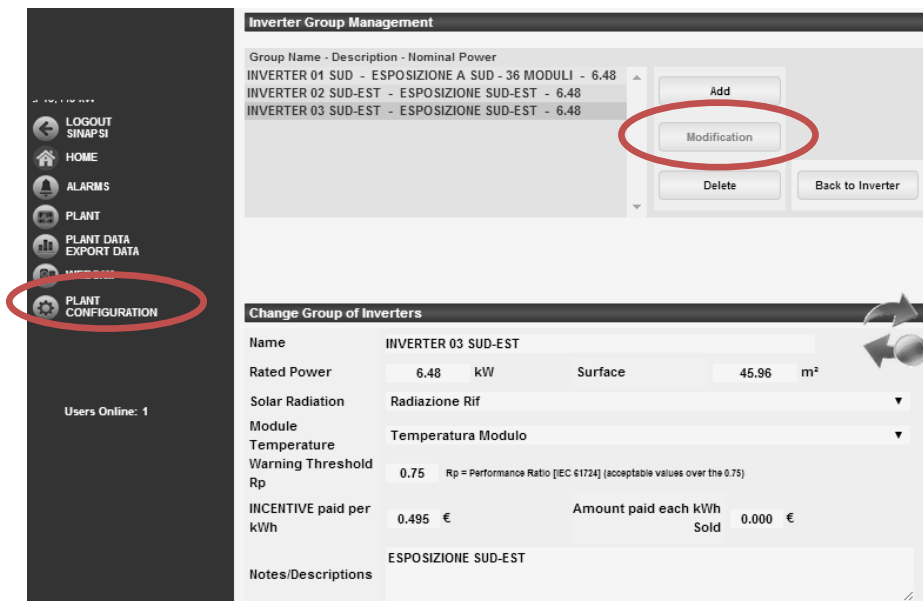 LOGOUT
SINAPSI
HOME
ALARMS
PLANT
PLANT DATA
EXPORT DATA
PLANT
CONFIGURATION
Users Online: 1
Inverter Group Management
Group Name - Description - Nominal Power
INVERTER 01 SUD - ESPOSIZIONE A SUD - 36 MODULI - 6.48
INVERTER 02 SUD-EST - ESPOSIZIONE SUD-EST - 6.48
INVERTER 03 SUD-EST - ESPOSIZIONE SUD-EST - 6.48
Add
Modification
Delete
Back to Inverter
Change Group of Inverters
Name INVERTER 03 SUD-EST
Rated Power 6.48 kW Surface 45.96 m²
Solar Radiation Radiazione Rif
Module
Temperature
Temperatura Modulo
Warning Threshold
Rp
0.75 Rp = Performance Ratio [IEC 61724] (acceptable values over the 0.75)
INCENTIVE paid per
kWh
0.495 €
Amount paid each kWh
Sold
0.000 €
Notes/Descriptions
ESPOSIZIONE SUD-EST